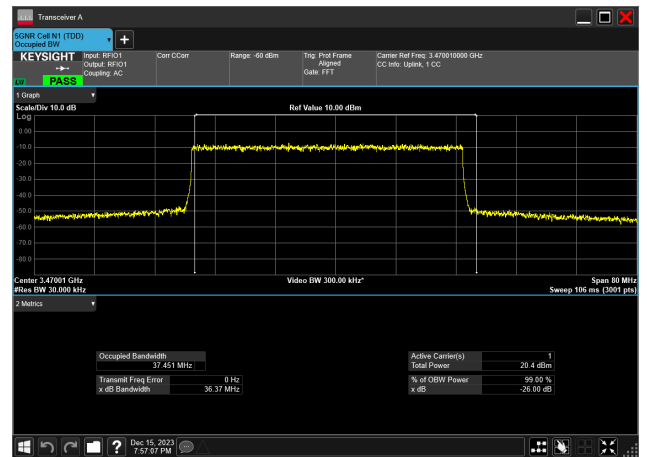 Transceiver A
5GNR Cell N1 (TDD)
Occupied BW
KEYSIGHT
Input: RFIO1
Output: RFIO1
Coupling: AC
Corr CCorr
Range: -60 dBm
Trig: Prot Frame
Aligned
Gate: FFT
Carrier Ref Freq: 3.470010000 GHz
CC Info: Uplink, 1 CC
PASS
1 Graph
Scale/Div 10.0 dB
Ref Value 10.00 dBm
Log
0.00
-10.0
-20.0
-30.0
-40.0
-50.0
-60.0
-70.0
-80.0
Center 3.47001 GHz
Video BW 300.00 kHz*
Span 80 MHz
#Res BW 30.000 kHz
Sweep 106 ms (3001 pts)
2 Metrics
Occupied Bandwidth
37.451 MHz
Transmit Freq Error 0 Hz
x dB Bandwidth 36.37 MHz
Active Carrier(s) 1
Total Power 20.4 dBm
% of OBW Power 99.00 %
x dB -26.00 dB
Dec 15, 2023
7:57:07 PM